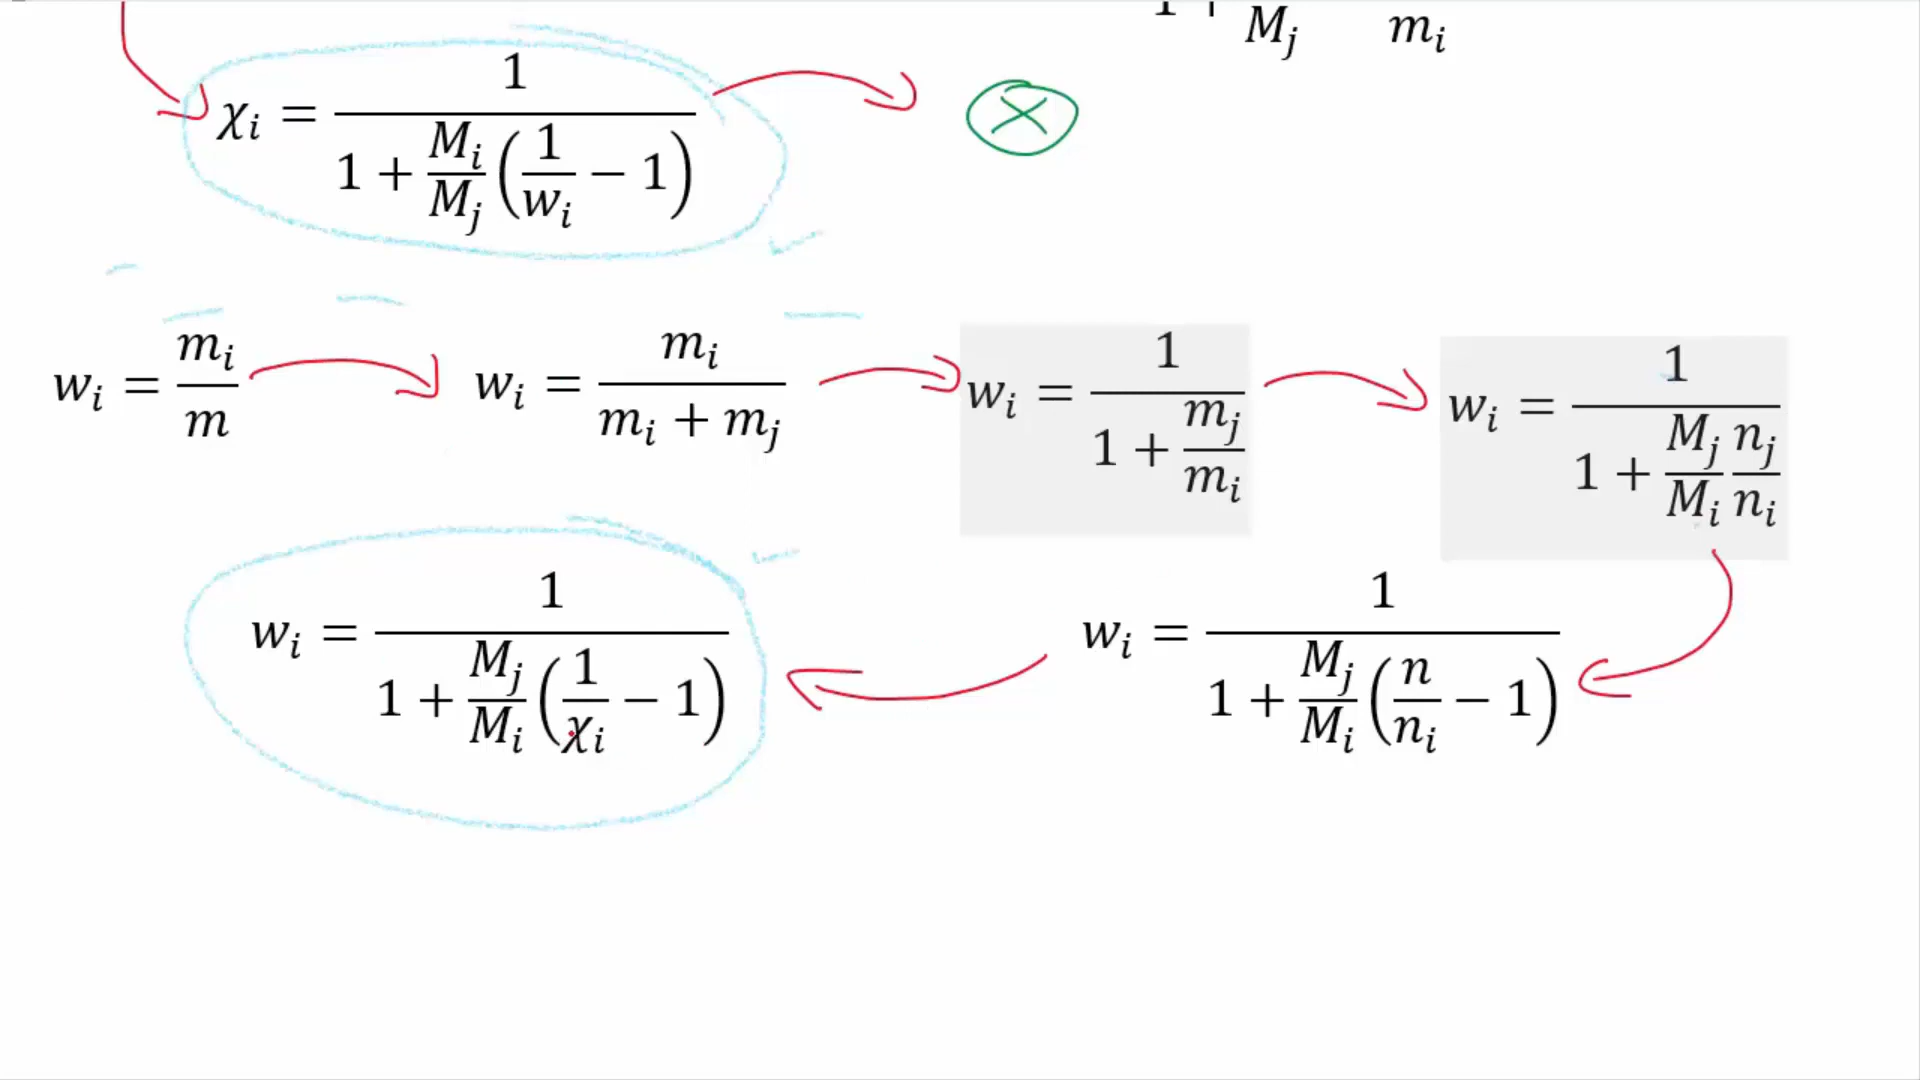 1 + M_j m_i
χ_i = 1 / (1 + M_i/M_j (1/w_i − 1))
w_i = m_i / m
w_i = m_i / (m_i + m_j)
w_i = 1 / (1 + m_j/m_i)
w_i = 1 / (1 + M_j/M_i n_j/n_i)
w_i = 1 / (1 + M_j/M_i (1/χ_i − 1))
w_i = 1 / (1 + M_j/M_i (n/n_i − 1))